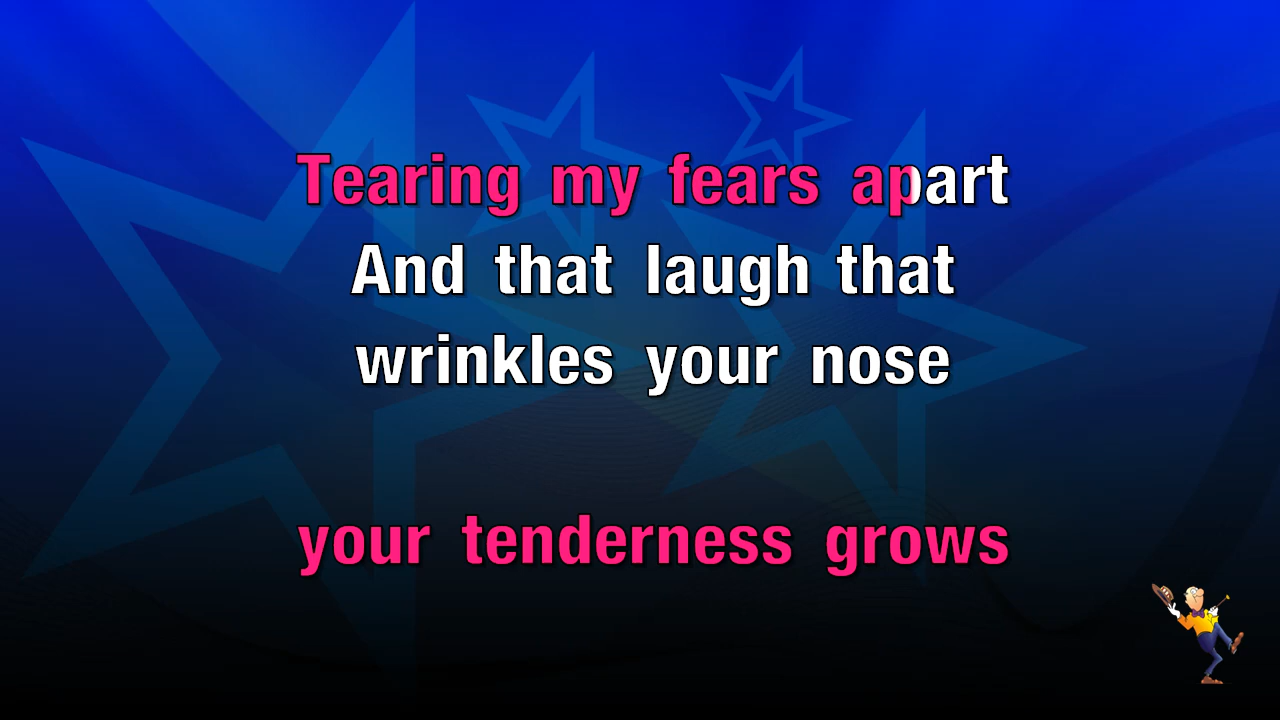 Tearing my fears apart
And that laugh that
wrinkles your nose
your tenderness grows